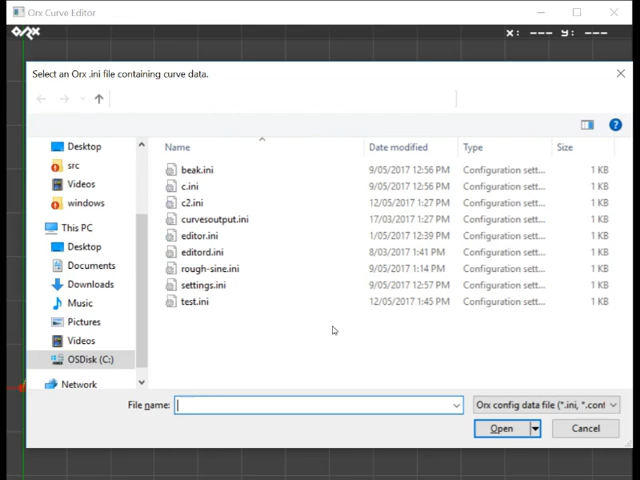 Orx Curve Editor
orx
x: --- y: ---
Select an Orx .ini file containing curve data.
Name Date modified Type Size
Desktop
src
Videos
windows
This PC
Desktop
Documents
Downloads
Music
Pictures
Videos
OSDisk (C:)
Network
beak.ini 9/05/2017 12:56 PM Configuration sett... 1 KB
c.ini 9/05/2017 12:56 PM Configuration sett... 1 KB
c2.ini 12/05/2017 1:27 PM Configuration sett... 1 KB
curvesoutput.ini 17/03/2017 1:27 PM Configuration sett... 1 KB
editor.ini 1/05/2017 12:39 PM Configuration sett... 1 KB
editord.ini 8/03/2017 1:41 PM Configuration sett... 1 KB
rough-sine.ini 9/05/2017 1:14 PM Configuration sett... 1 KB
settings.ini 9/05/2017 12:57 PM Configuration sett... 1 KB
test.ini 12/05/2017 1:45 PM Configuration sett... 1 KB
File name: Orx config data file (*.ini, *.conf
Open Cancel